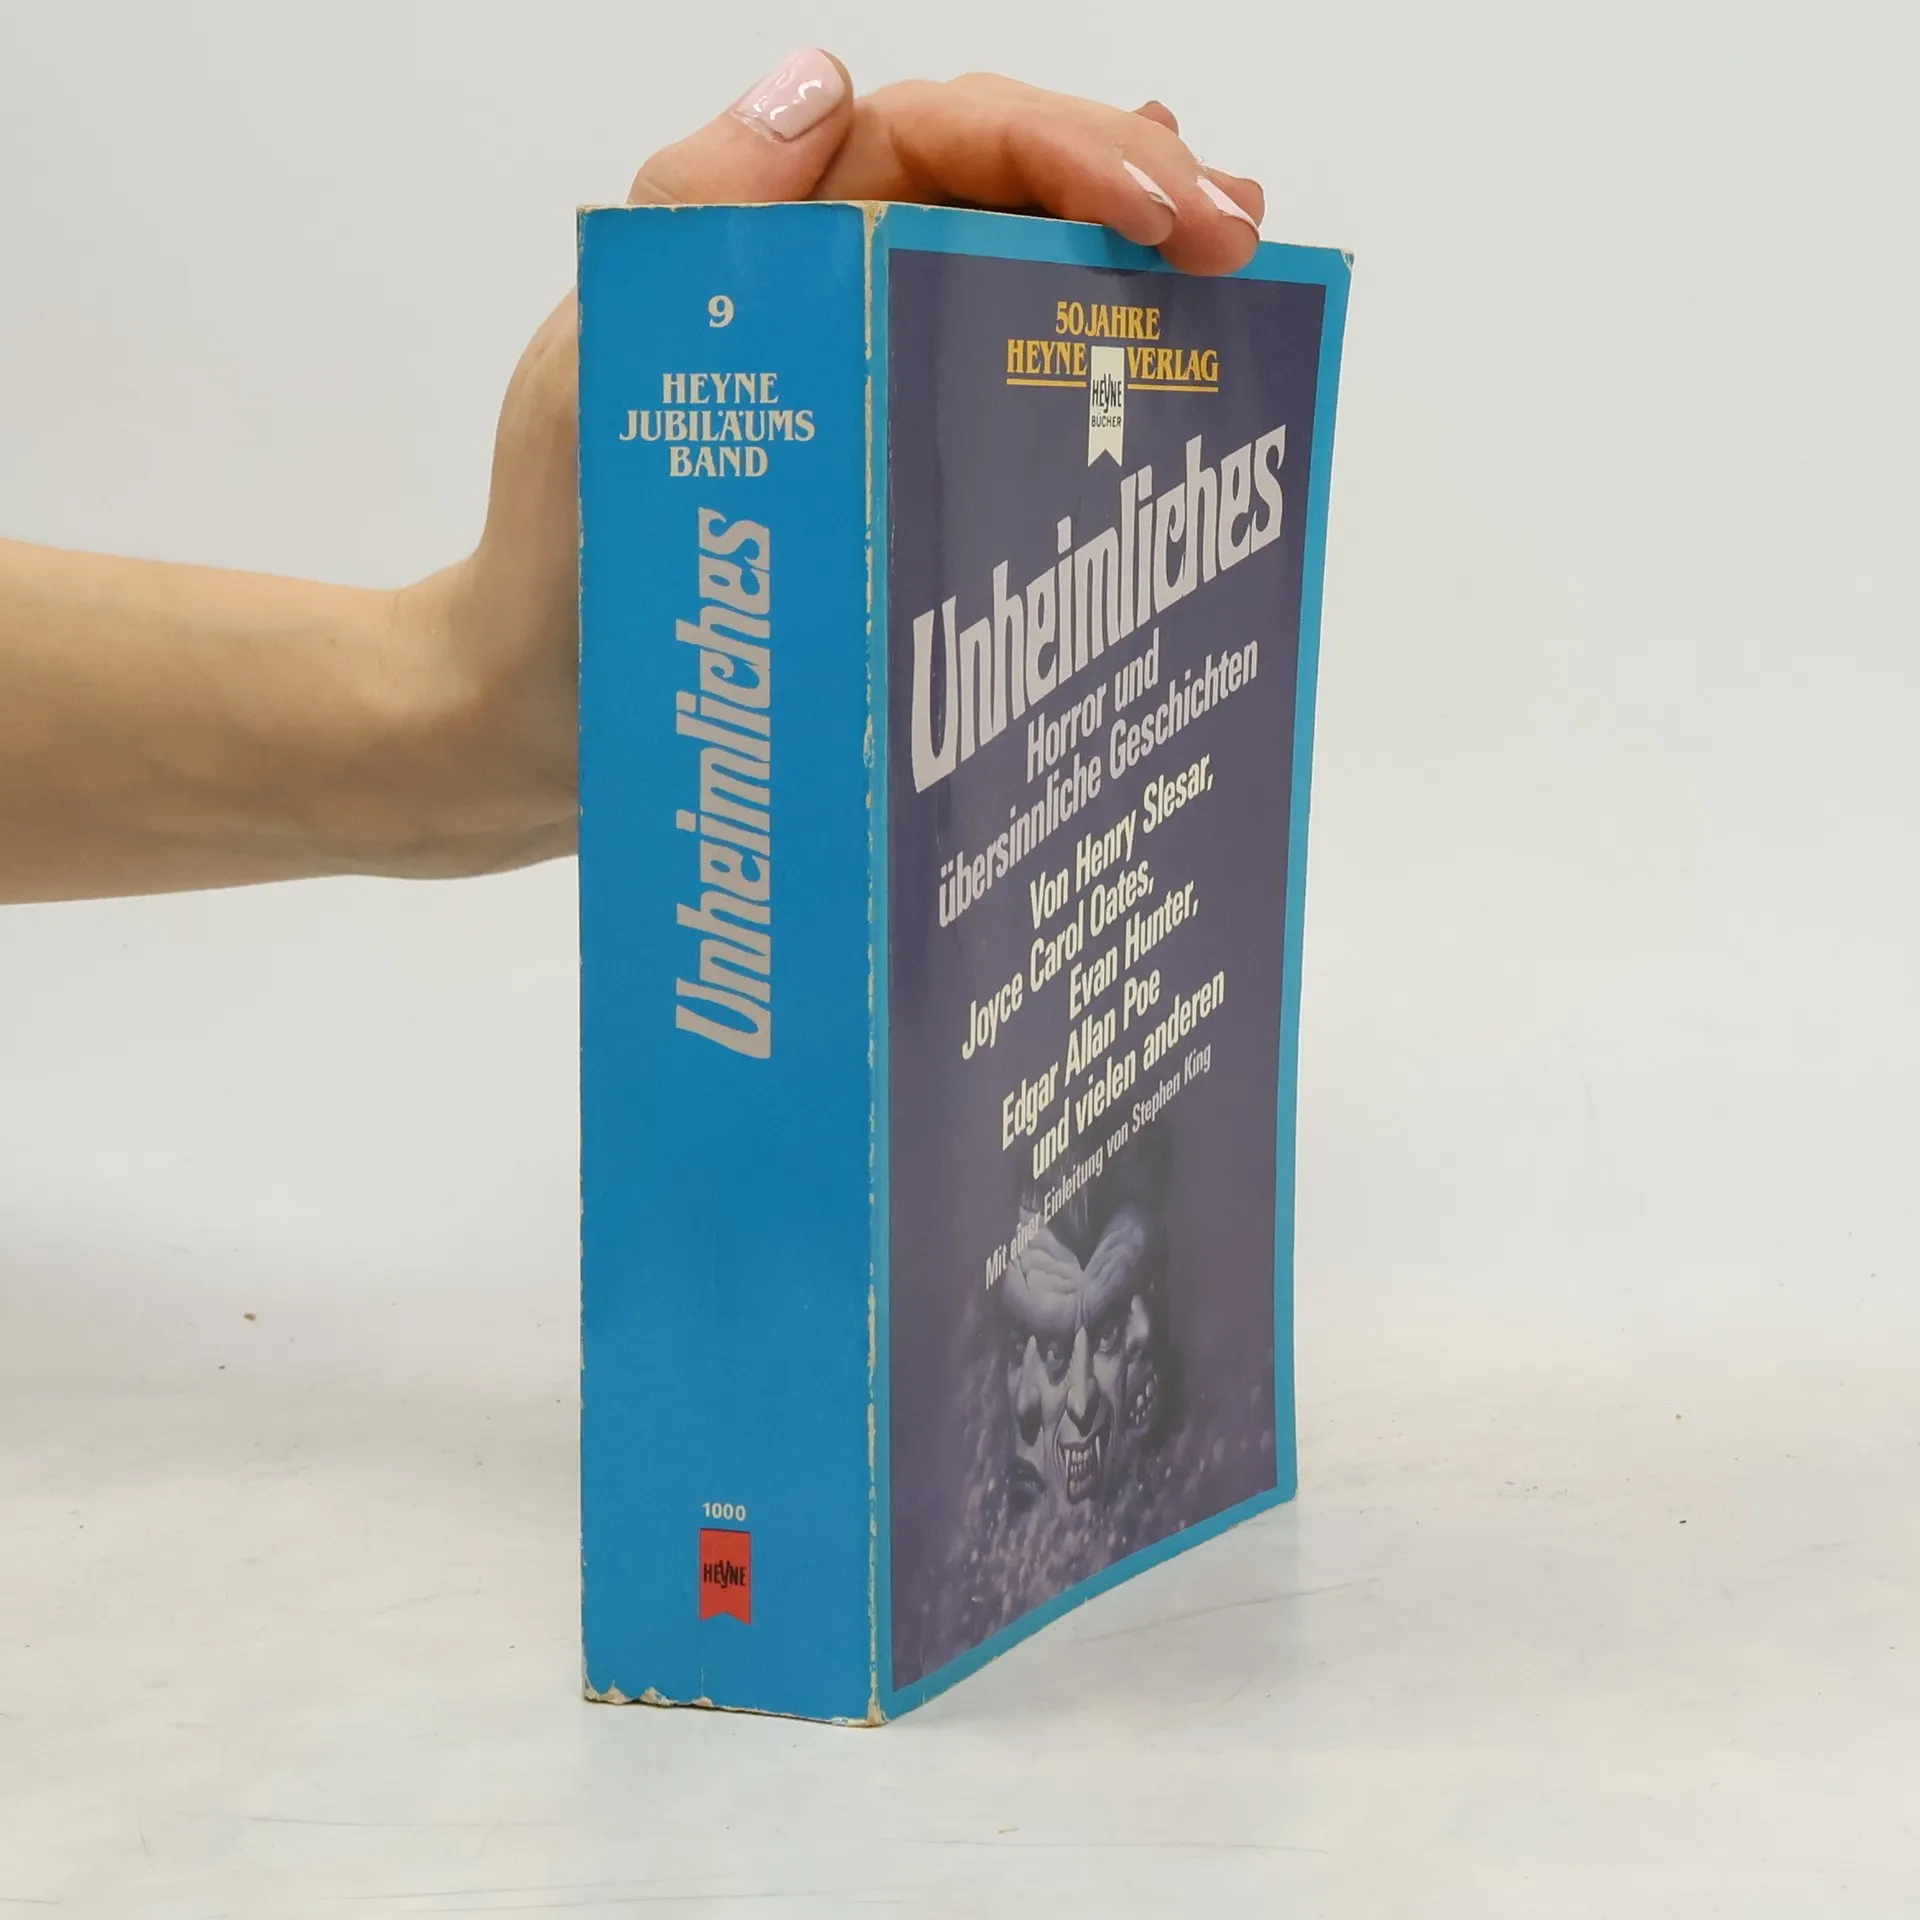 9
HEYNE
JUBILÄUMS
BAND
Unheimliches
1000
HEYNE
50 JAHRE
HEYNE VERLAG
HEYNE
BÜCHER
Unheimliches
Horror und
übersinnliche Geschichten
Von Henry Slesar,
Joyce Carol Oates,
Evan Hunter,
Edgar Allan Poe
und vielen anderen
Mit einer Einleitung von Stephen King